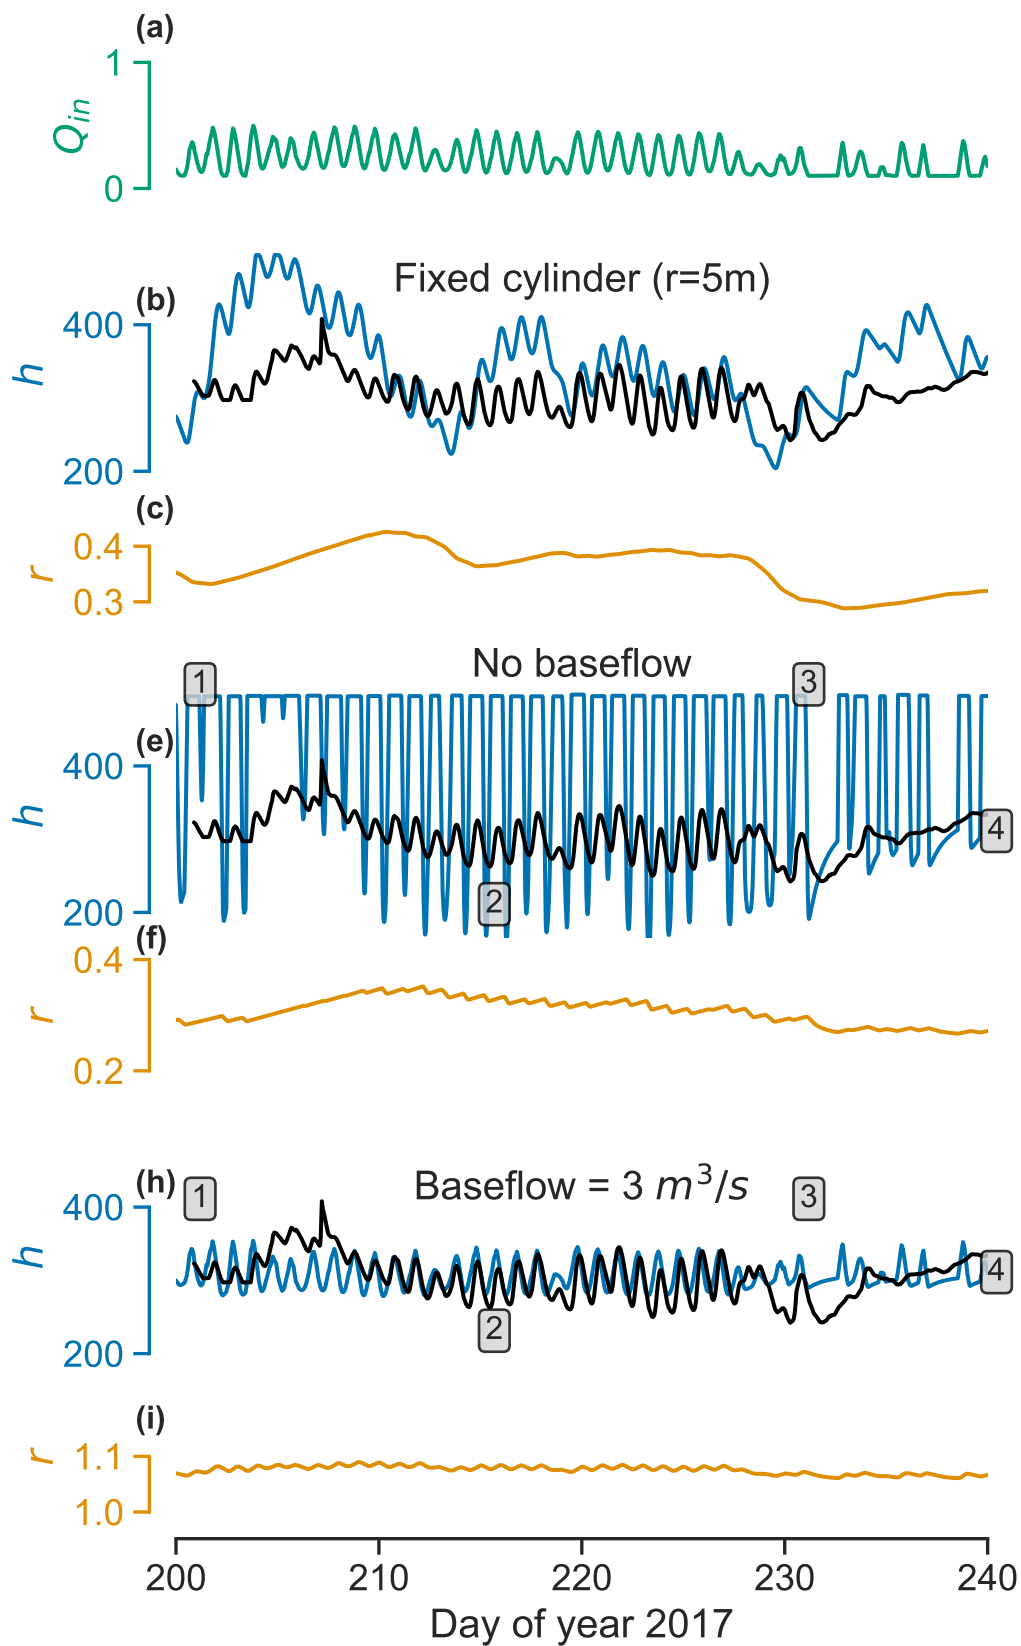 (a)
1
Q_in
0
Fixed cylinder (r=5m)
(b)
400
h
200
(c)
0.4
r
0.3
No baseflow
1
3
(e)
400
h
4
2
200
(f)
0.4
r
0.2
Baseflow = 3 m³/s
(h)
1
3
400
h
4
2
200
(i)
1.1
r
1.0
200 210 220 230 240
Day of year 2017